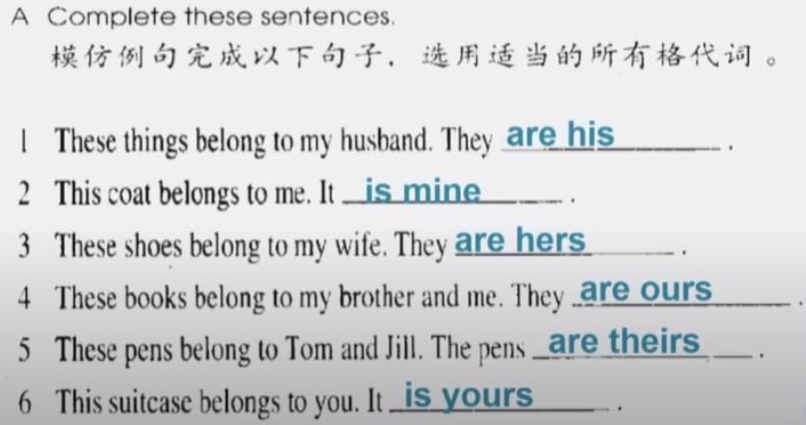 A Complete these sentences.
模仿例句完成以下句子，选用适当的所有格代词。
1 These things belong to my husband. They are his .
2 This coat belongs to me. It is mine .
3 These shoes belong to my wife. They are hers .
4 These books belong to my brother and me. They are ours .
5 These pens belong to Tom and Jill. The pens are theirs .
6 This suitcase belongs to you. It is yours .